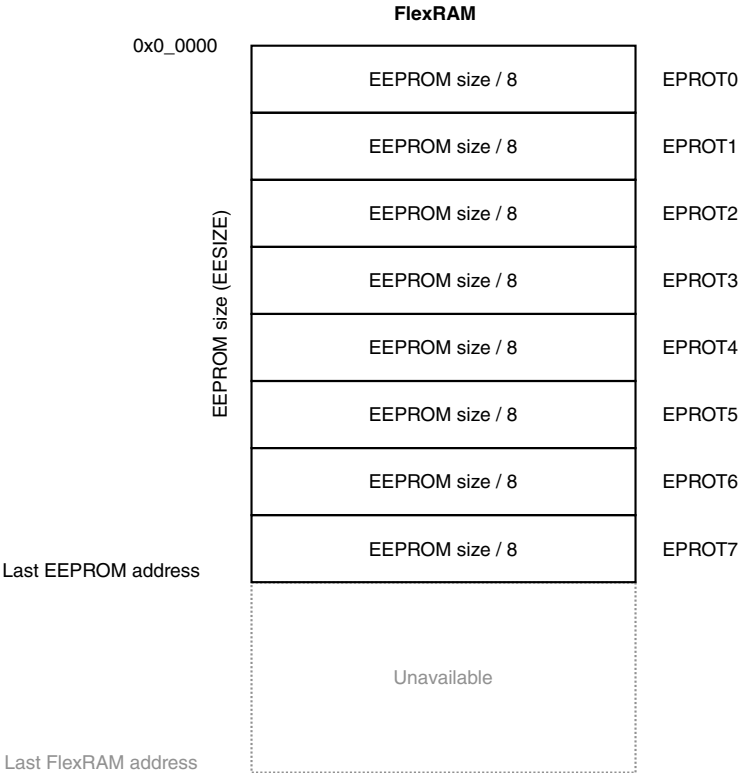 FlexRAM
0x0_0000
EEPROM size / 8 EPROT0
EEPROM size / 8 EPROT1
EEPROM size / 8 EPROT2
EEPROM size / 8 EPROT3
EEPROM size (EESIZE)
EEPROM size / 8 EPROT4
EEPROM size / 8 EPROT5
EEPROM size / 8 EPROT6
EEPROM size / 8 EPROT7
Last EEPROM address
Unavailable
Last FlexRAM address